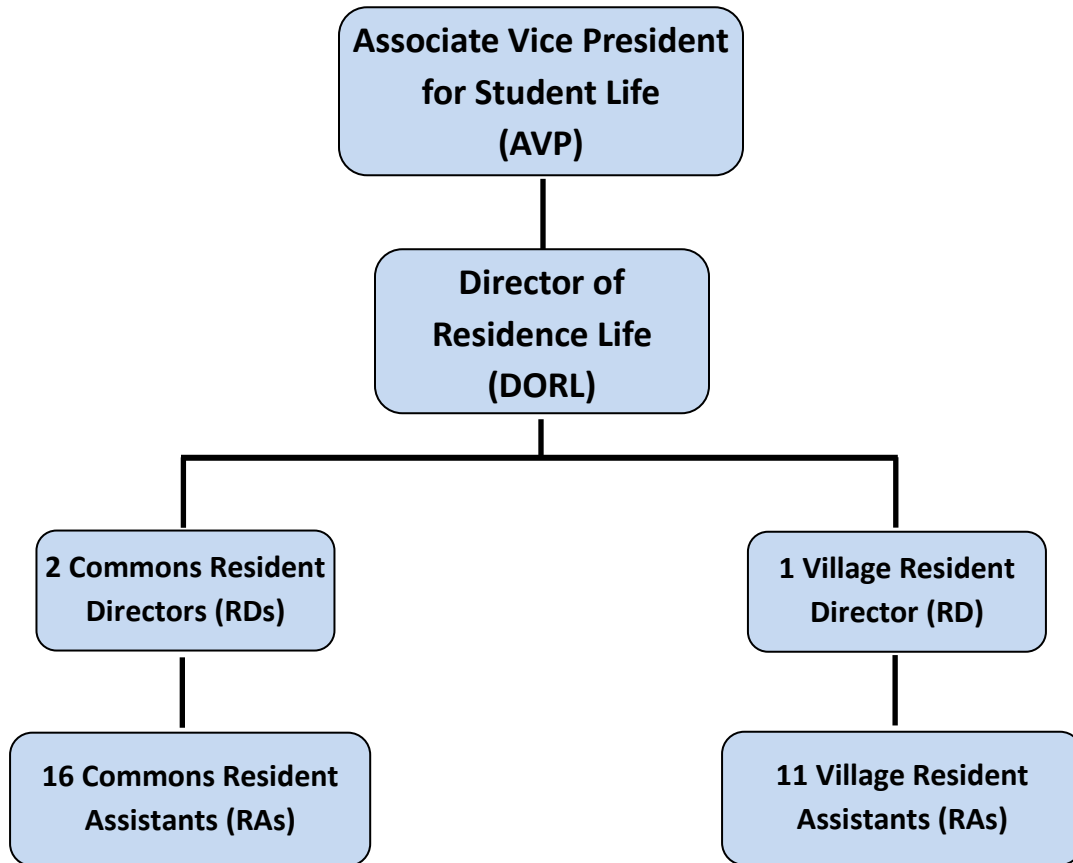 Associate Vice President
for Student Life
(AVP)
Director of
Residence Life
(DORL)
2 Commons Resident
Directors (RDs)
1 Village Resident
Director (RD)
16 Commons Resident
Assistants (RAs)
11 Village Resident
Assistants (RAs)